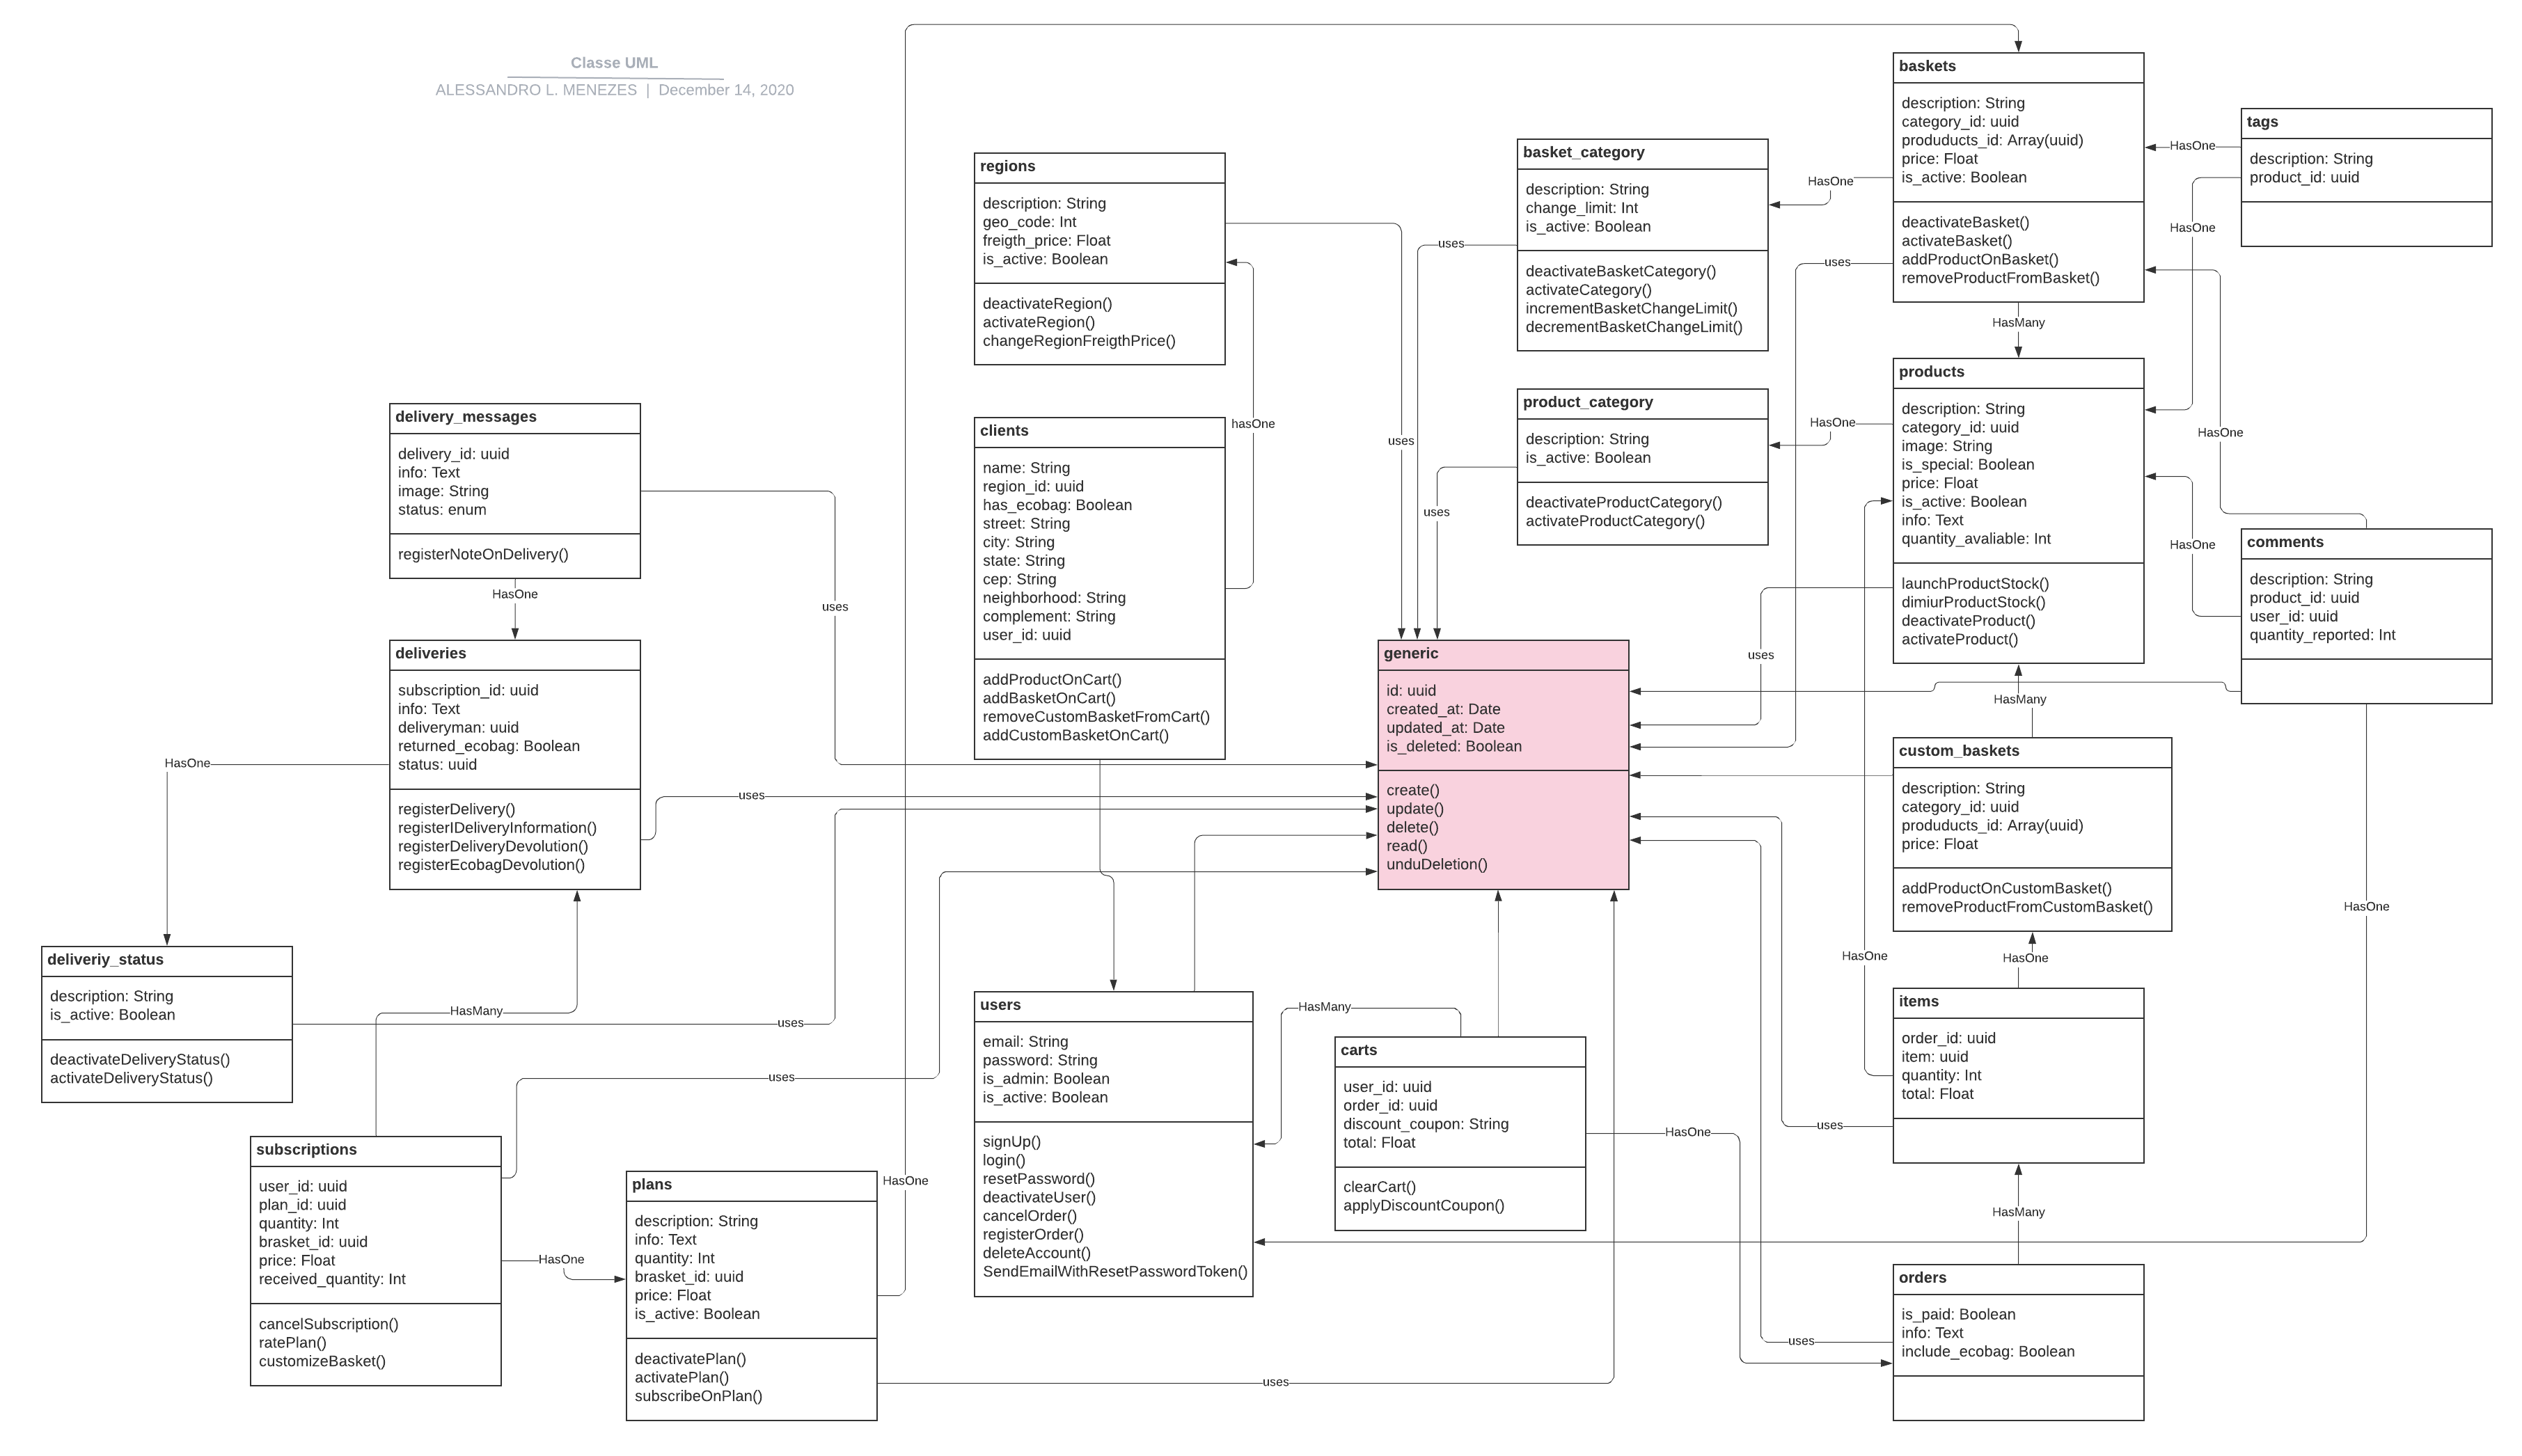 Classe UML
ALESSANDRO L. MENEZES | December 14, 2020
baskets
description: String
category_id: uuid
produducts_id: Array(uuid)
price: Float
is_active: Boolean
deactivateBasket()
activateBasket()
addProductOnBasket()
removeProductFromBasket()
tags
description: String
product_id: uuid
HasOne
HasOne
basket_category
description: String
change_limit: Int
is_active: Boolean
deactivateBasketCategory()
activateCategory()
incrementBasketChangeLimit()
decrementBasketChangeLimit()
HasOne
uses
uses
regions
description: String
geo_code: Int
freigth_price: Float
is_active: Boolean
deactivateRegion()
activateRegion()
changeRegionFreigthPrice()
uses
hasOne
HasMany
products
description: String
category_id: uuid
image: String
is_special: Boolean
price: Float
is_active: Boolean
info: Text
quantity_avaliable: Int
launchProductStock()
dimiurProductStock()
deactivateProduct()
activateProduct()
HasOne
product_category
description: String
is_active: Boolean
deactivateProductCategory()
activateProductCategory()
uses
uses
HasOne
HasOne
comments
description: String
product_id: uuid
user_id: uuid
quantity_reported: Int
delivery_messages
delivery_id: uuid
info: Text
image: String
status: enum
registerNoteOnDelivery()
HasOne
uses
clients
name: String
region_id: uuid
has_ecobag: Boolean
street: String
city: String
state: String
cep: String
neighborhood: String
complement: String
user_id: uuid
addProductOnCart()
addBasketOnCart()
removeCustomBasketFromCart()
addCustomBasketOnCart()
generic
id: uuid
created_at: Date
updated_at: Date
is_deleted: Boolean
create()
update()
delete()
read()
unduDeletion()
deliveries
subscription_id: uuid
info: Text
deliveryman: uuid
returned_ecobag: Boolean
status: uuid
registerDelivery()
registerIDeliveryInformation()
registerDeliveryDevolution()
registerEcobagDevolution()
HasOne
uses
HasMany
custom_baskets
description: String
category_id: uuid
produducts_id: Array(uuid)
price: Float
addProductOnCustomBasket()
removeProductFromCustomBasket()
HasOne
HasOne
HasOne
deliveriy_status
description: String
is_active: Boolean
deactivateDeliveryStatus()
activateDeliveryStatus()
HasMany
uses
uses
users
email: String
password: String
is_admin: Boolean
is_active: Boolean
signUp()
login()
resetPassword()
deactivateUser()
cancelOrder()
registerOrder()
deleteAccount()
SendEmailWithResetPasswordToken()
HasMany
carts
user_id: uuid
order_id: uuid
discount_coupon: String
total: Float
clearCart()
applyDiscountCoupon()
HasOne
items
order_id: uuid
item: uuid
quantity: Int
total: Float
uses
HasMany
subscriptions
user_id: uuid
plan_id: uuid
quantity: Int
brasket_id: uuid
price: Float
received_quantity: Int
cancelSubscription()
ratePlan()
customizeBasket()
HasOne
plans
description: String
info: Text
quantity: Int
brasket_id: uuid
price: Float
is_active: Boolean
deactivatePlan()
activatePlan()
subscribeOnPlan()
HasOne
uses
orders
is_paid: Boolean
info: Text
include_ecobag: Boolean
uses